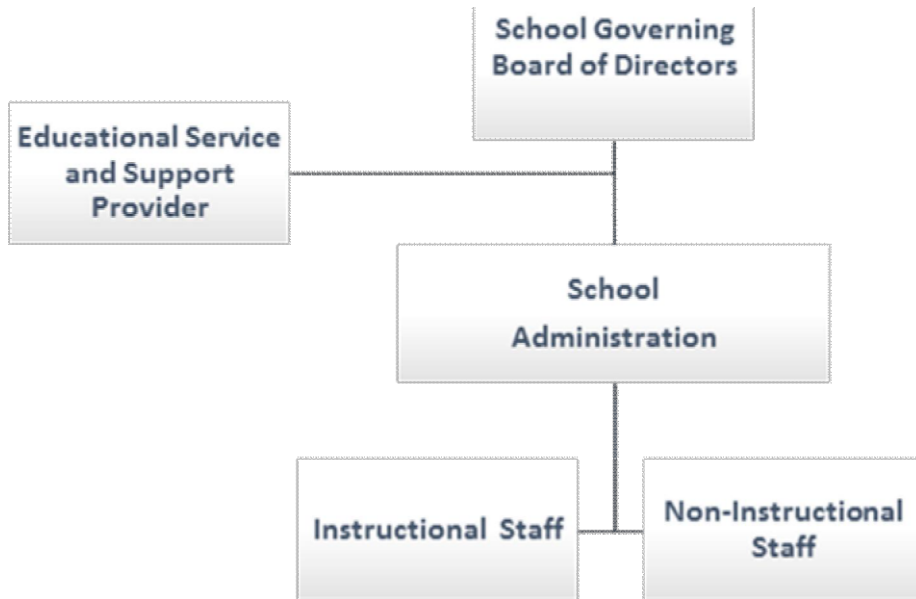 School Governing
Board of Directors
Educational Service
and Support
Provider
School
Administration
Instructional Staff
Non-Instructional
Staff